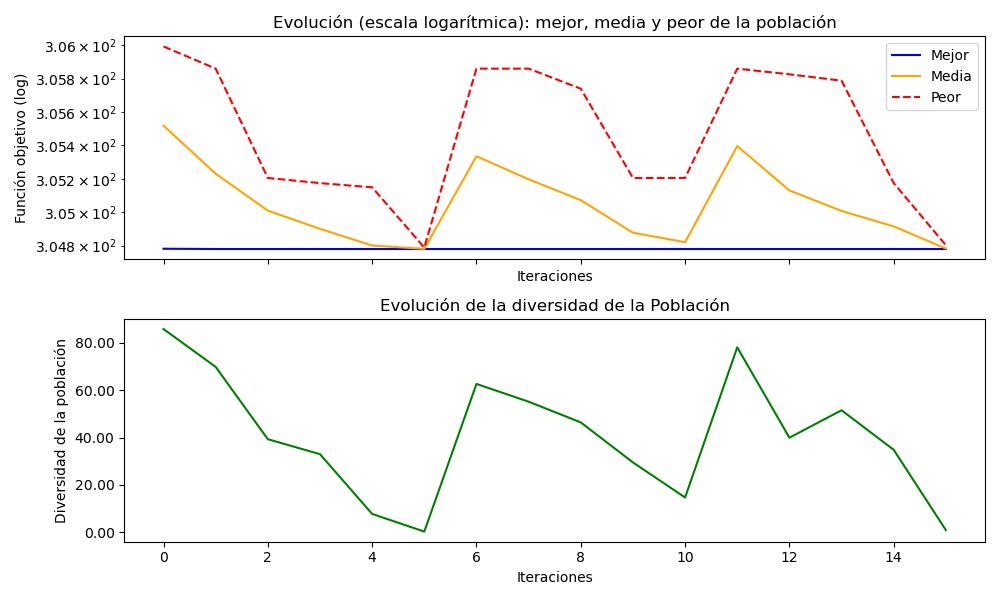 Evolución (escala logarítmica): mejor, media y peor de la población
Función objetivo (log)
3.06 × 10²
3.058 × 10²
3.056 × 10²
3.054 × 10²
3.052 × 10²
3.05 × 10²
3.048 × 10²
Mejor
Media
Peor
Iteraciones
Evolución de la diversidad de la Población
Diversidad de la población
80.00
60.00
40.00
20.00
0.00
0 2 4 6 8 10 12 14
Iteraciones